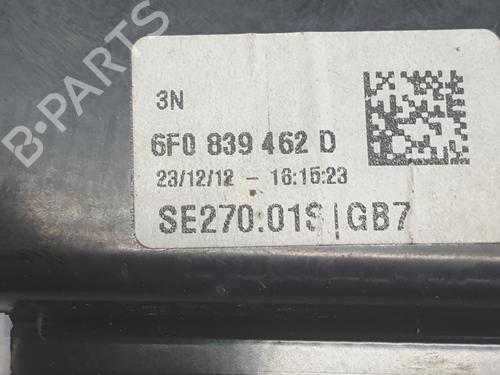 B-PARTS
3N
6F0 839 462 D
23/12/12 - 16:15:23
SE270.01S|GB7